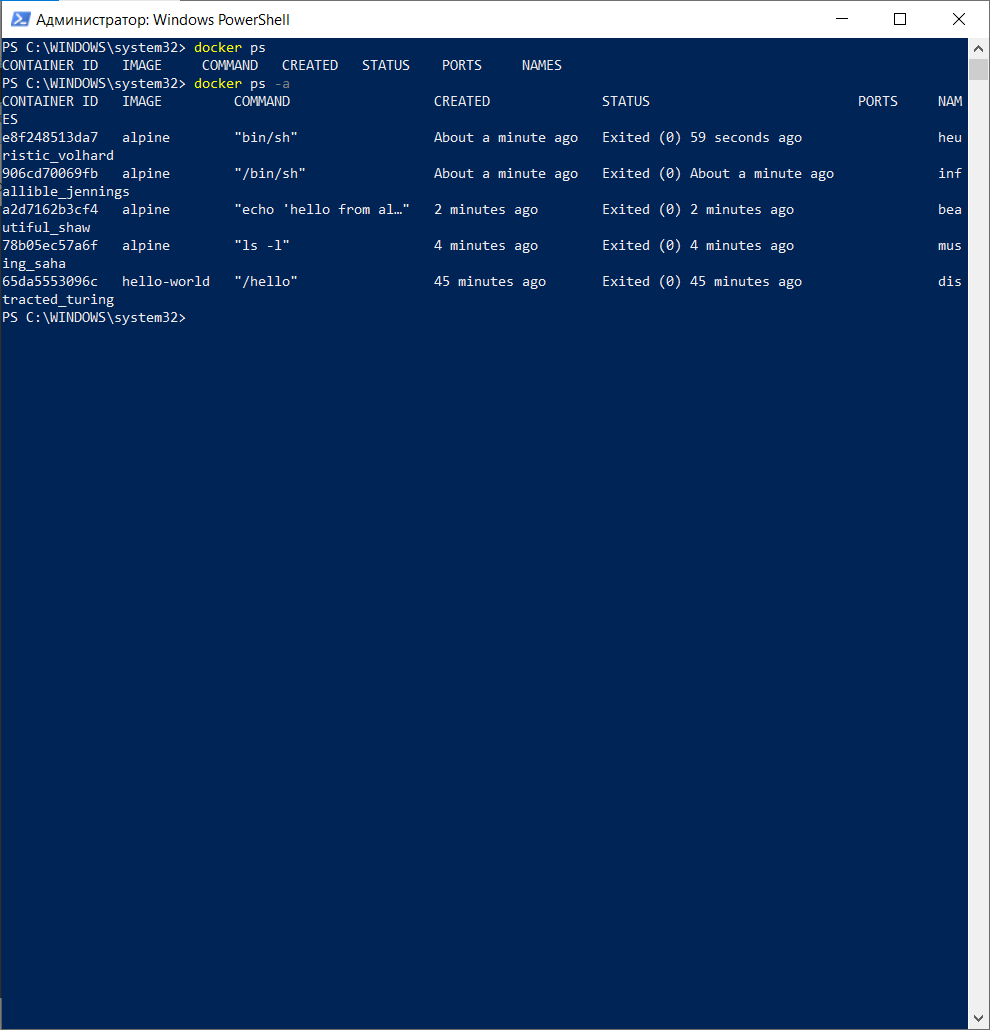 Администратор: Windows PowerShell
PS C:\WINDOWS\system32> docker ps
CONTAINER ID   IMAGE     COMMAND   CREATED   STATUS    PORTS     NAMES
PS C:\WINDOWS\system32> docker ps -a
CONTAINER ID   IMAGE         COMMAND                  CREATED              STATUS                          PORTS     NAM
ES
e8f248513da7   alpine        "bin/sh"                 About a minute ago   Exited (0) 59 seconds ago                 heu
ristic_volhard
906cd70069fb   alpine        "/bin/sh"                About a minute ago   Exited (0) About a minute ago             inf
allible_jennings
a2d7162b3cf4   alpine        "echo 'hello from al…"   2 minutes ago        Exited (0) 2 minutes ago                  bea
utiful_shaw
78b05ec57a6f   alpine        "ls -l"                  4 minutes ago        Exited (0) 4 minutes ago                  mus
ing_saha
65da5553096c   hello-world   "/hello"                 45 minutes ago       Exited (0) 45 minutes ago                 dis
tracted_turing
PS C:\WINDOWS\system32>